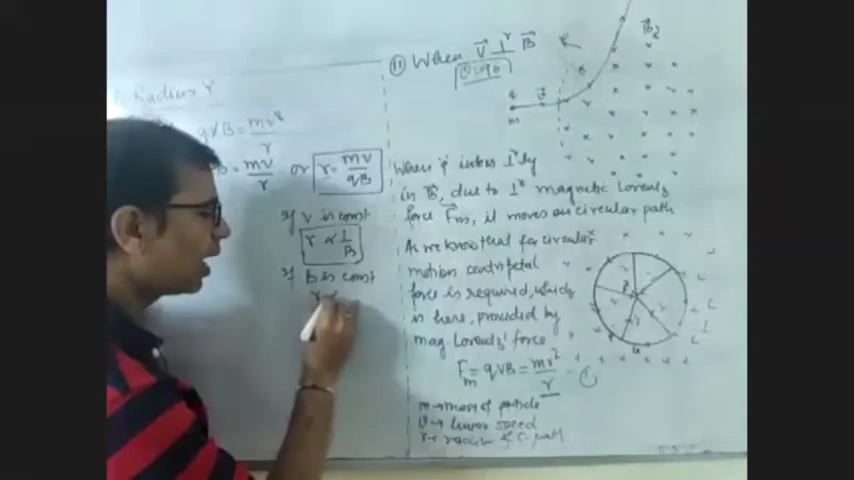 Radius r
qVB = mv²/r
B = mv/r or r = mv/qB
If V is const
r ∝ 1/B
If B is const
r ∝
(ii) When V ⊥r B
B
q
v
m
When q inters ⊥r ly
in B, due to ⊥r magnetic Lorentz
force Fm, it moves on circular path
As we know that for circular
motion centripetal
force is required, which
is here, provided by
mag. Lorentz force
Fm = qVB = mv²/r
m → mass of particle
v → linear speed
r → radius of c. path